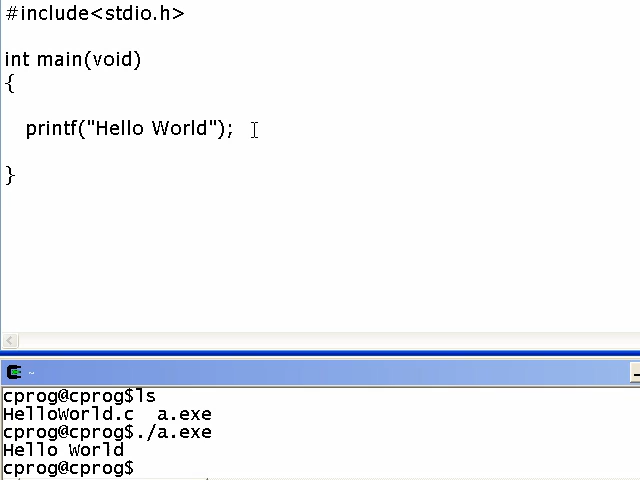 #include<stdio.h>
int main(void)
{
printf("Hello World");
}
~
cprog@cprog$ls
HelloWorld.c  a.exe
cprog@cprog$./a.exe
Hello World
cprog@cprog$